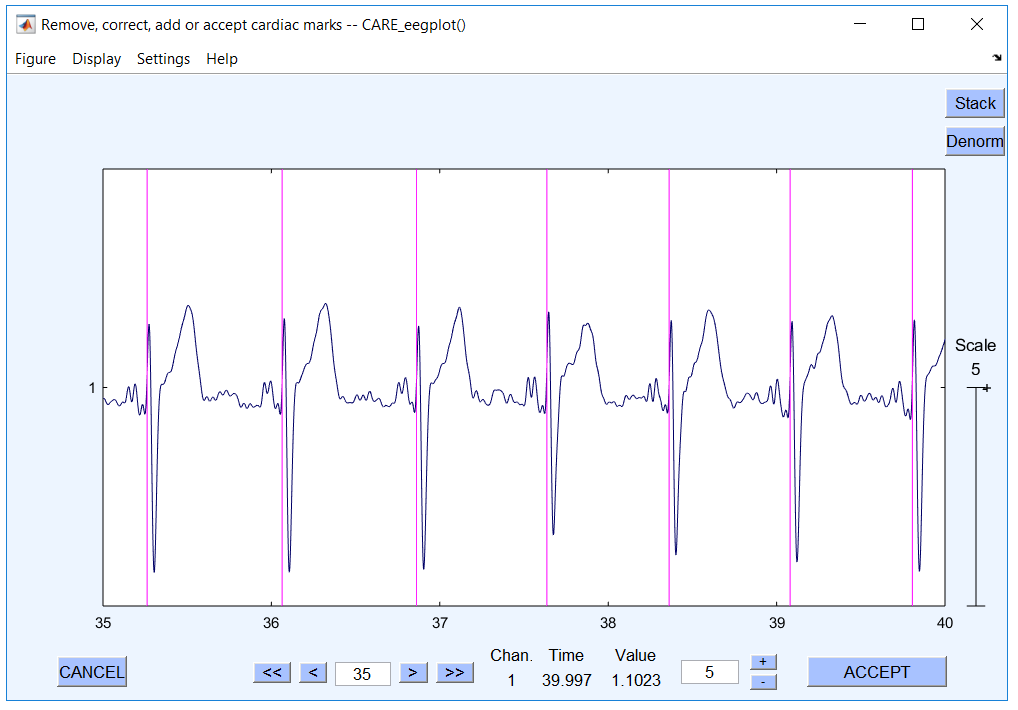 Remove, correct, add or accept cardiac marks -- CARE_eegplot()
Figure Display Settings Help
Stack
Denorm
Scale
5
1
+
35 36 37 38 39 40
Chan. Time Value
CANCEL << < 35 > >> 1 39.997 1.1023 5 + - ACCEPT